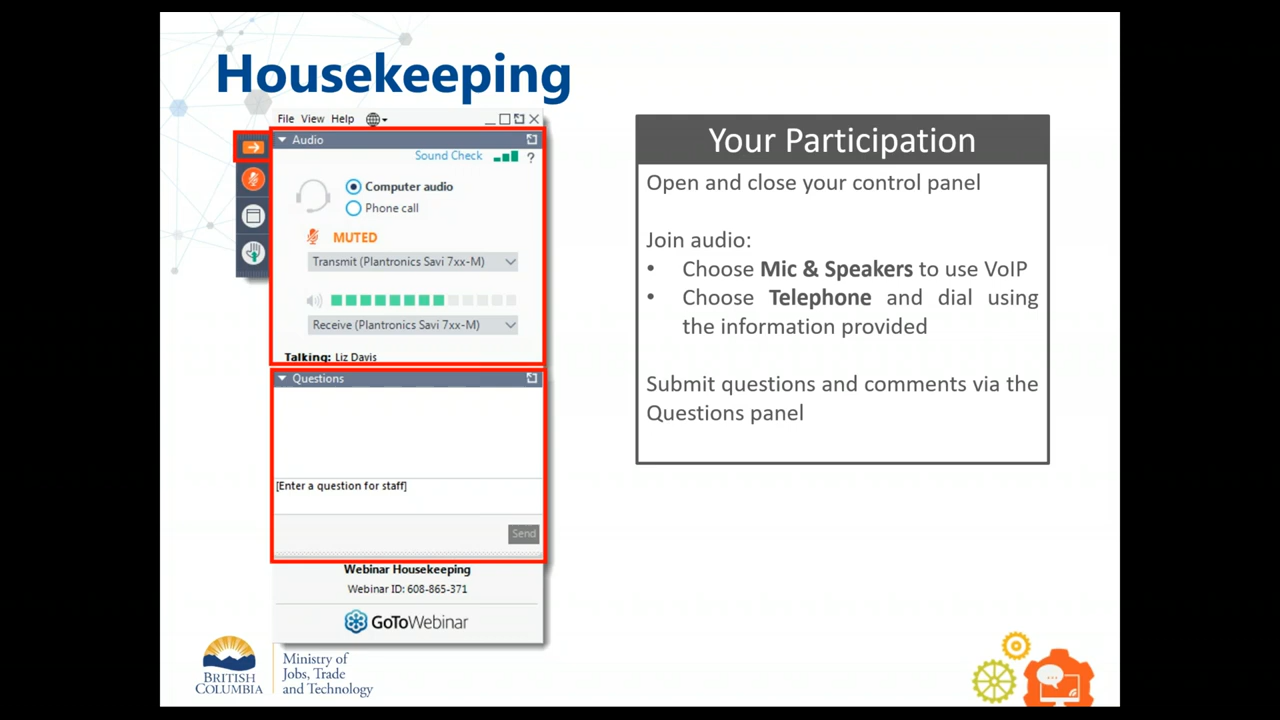 Housekeeping
File View Help
Audio
Sound Check ?
Computer audio
Phone call
MUTED
Transmit (Plantronics Savi 7xx-M)
Receive (Plantronics Savi 7xx-M)
Talking: Liz Davis
Questions
[Enter a question for staff]
Send
Webinar Housekeeping
Webinar ID: 608-865-371
GoToWebinar
Your Participation
Open and close your control panel
Join audio:
• Choose Mic & Speakers to use VoIP
• Choose Telephone and dial using
the information provided
Submit questions and comments via the
Questions panel
BRITISH
COLUMBIA
Ministry of
Jobs, Trade
and Technology